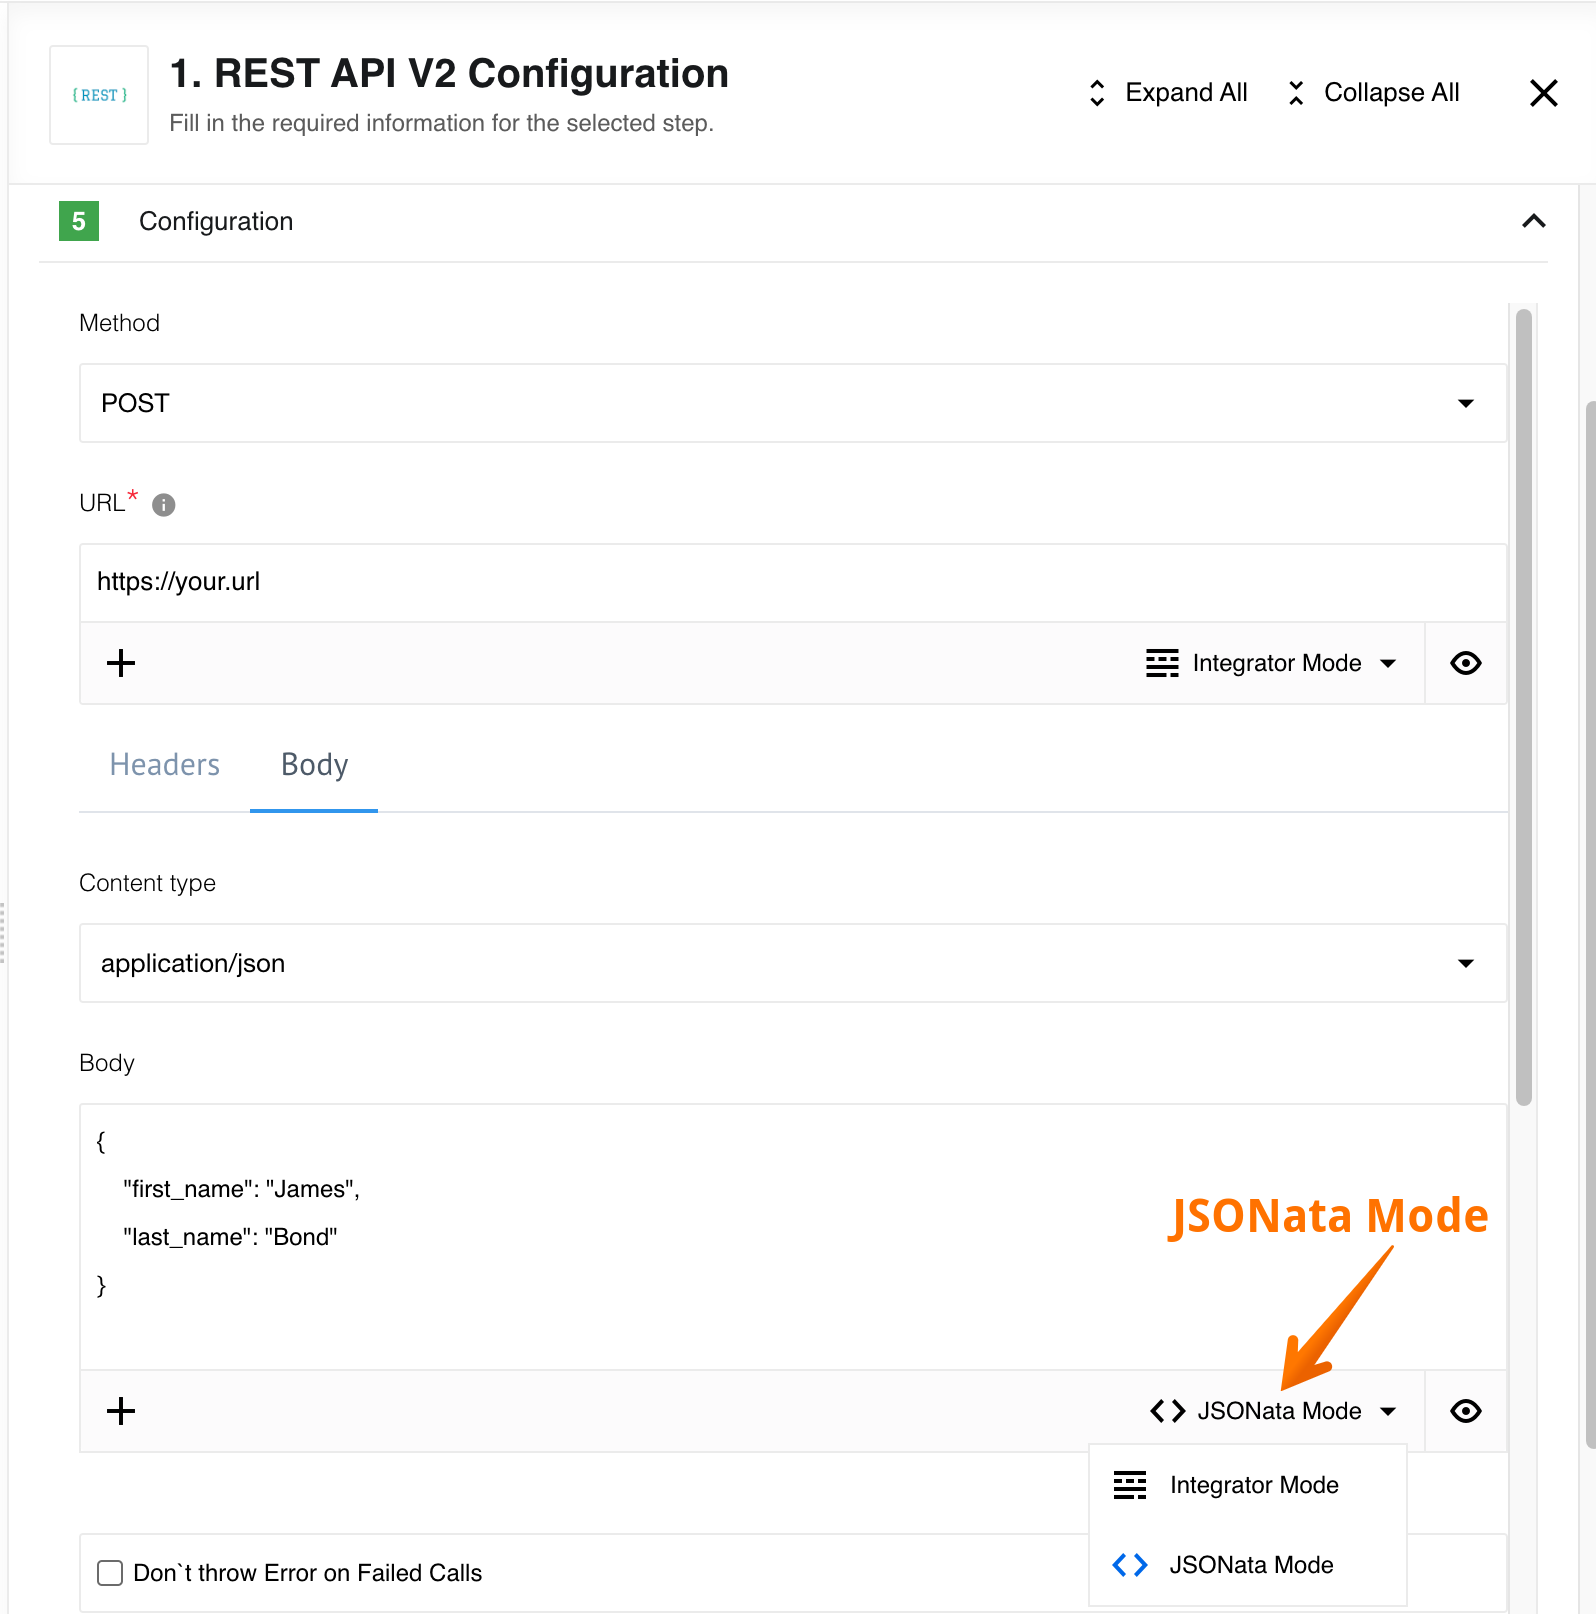 { REST }
1. REST API V2 Configuration
Fill in the required information for the selected step.
Expand All
Collapse All
5
Configuration
Method
POST
URL*
https://your.url
Integrator Mode
Headers
Body
Content type
application/json
Body
{
"first_name": "James",
"last_name": "Bond"
}
JSONata Mode
JSONata Mode
Integrator Mode
JSONata Mode
Don`t throw Error on Failed Calls